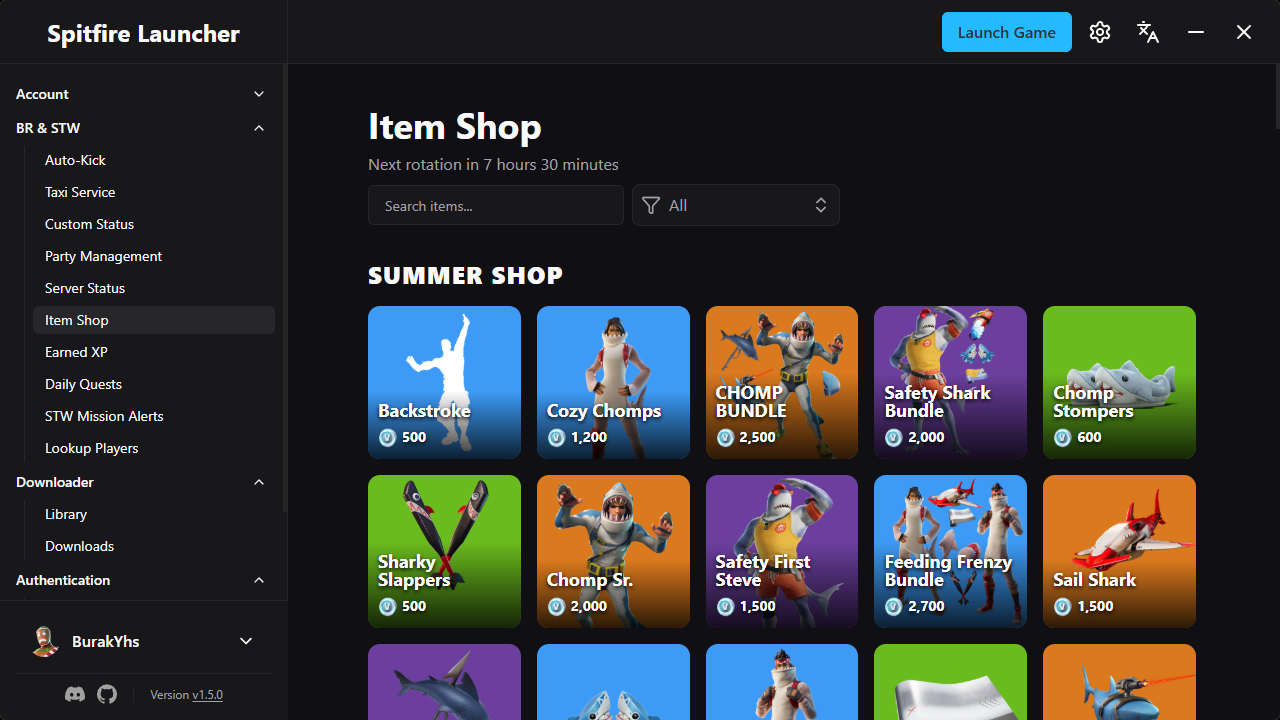 Spitfire Launcher
Launch Game
Account
BR & STW
Auto-Kick
Taxi Service
Custom Status
Party Management
Server Status
Item Shop
Earned XP
Daily Quests
STW Mission Alerts
Lookup Players
Downloader
Library
Downloads
Authentication
BurakYhs
Version v1.5.0
Item Shop
Next rotation in 7 hours 30 minutes
Search items...
All
SUMMER SHOP
Backstroke
500
Cozy Chomps
1,200
CHOMP
BUNDLE
2,500
Safety Shark
Bundle
2,000
Chomp
Stompers
600
Sharky
Slappers
500
Chomp Sr.
2,000
Safety First
Steve
1,500
Feeding Frenzy
Bundle
2,700
Sail Shark
1,500